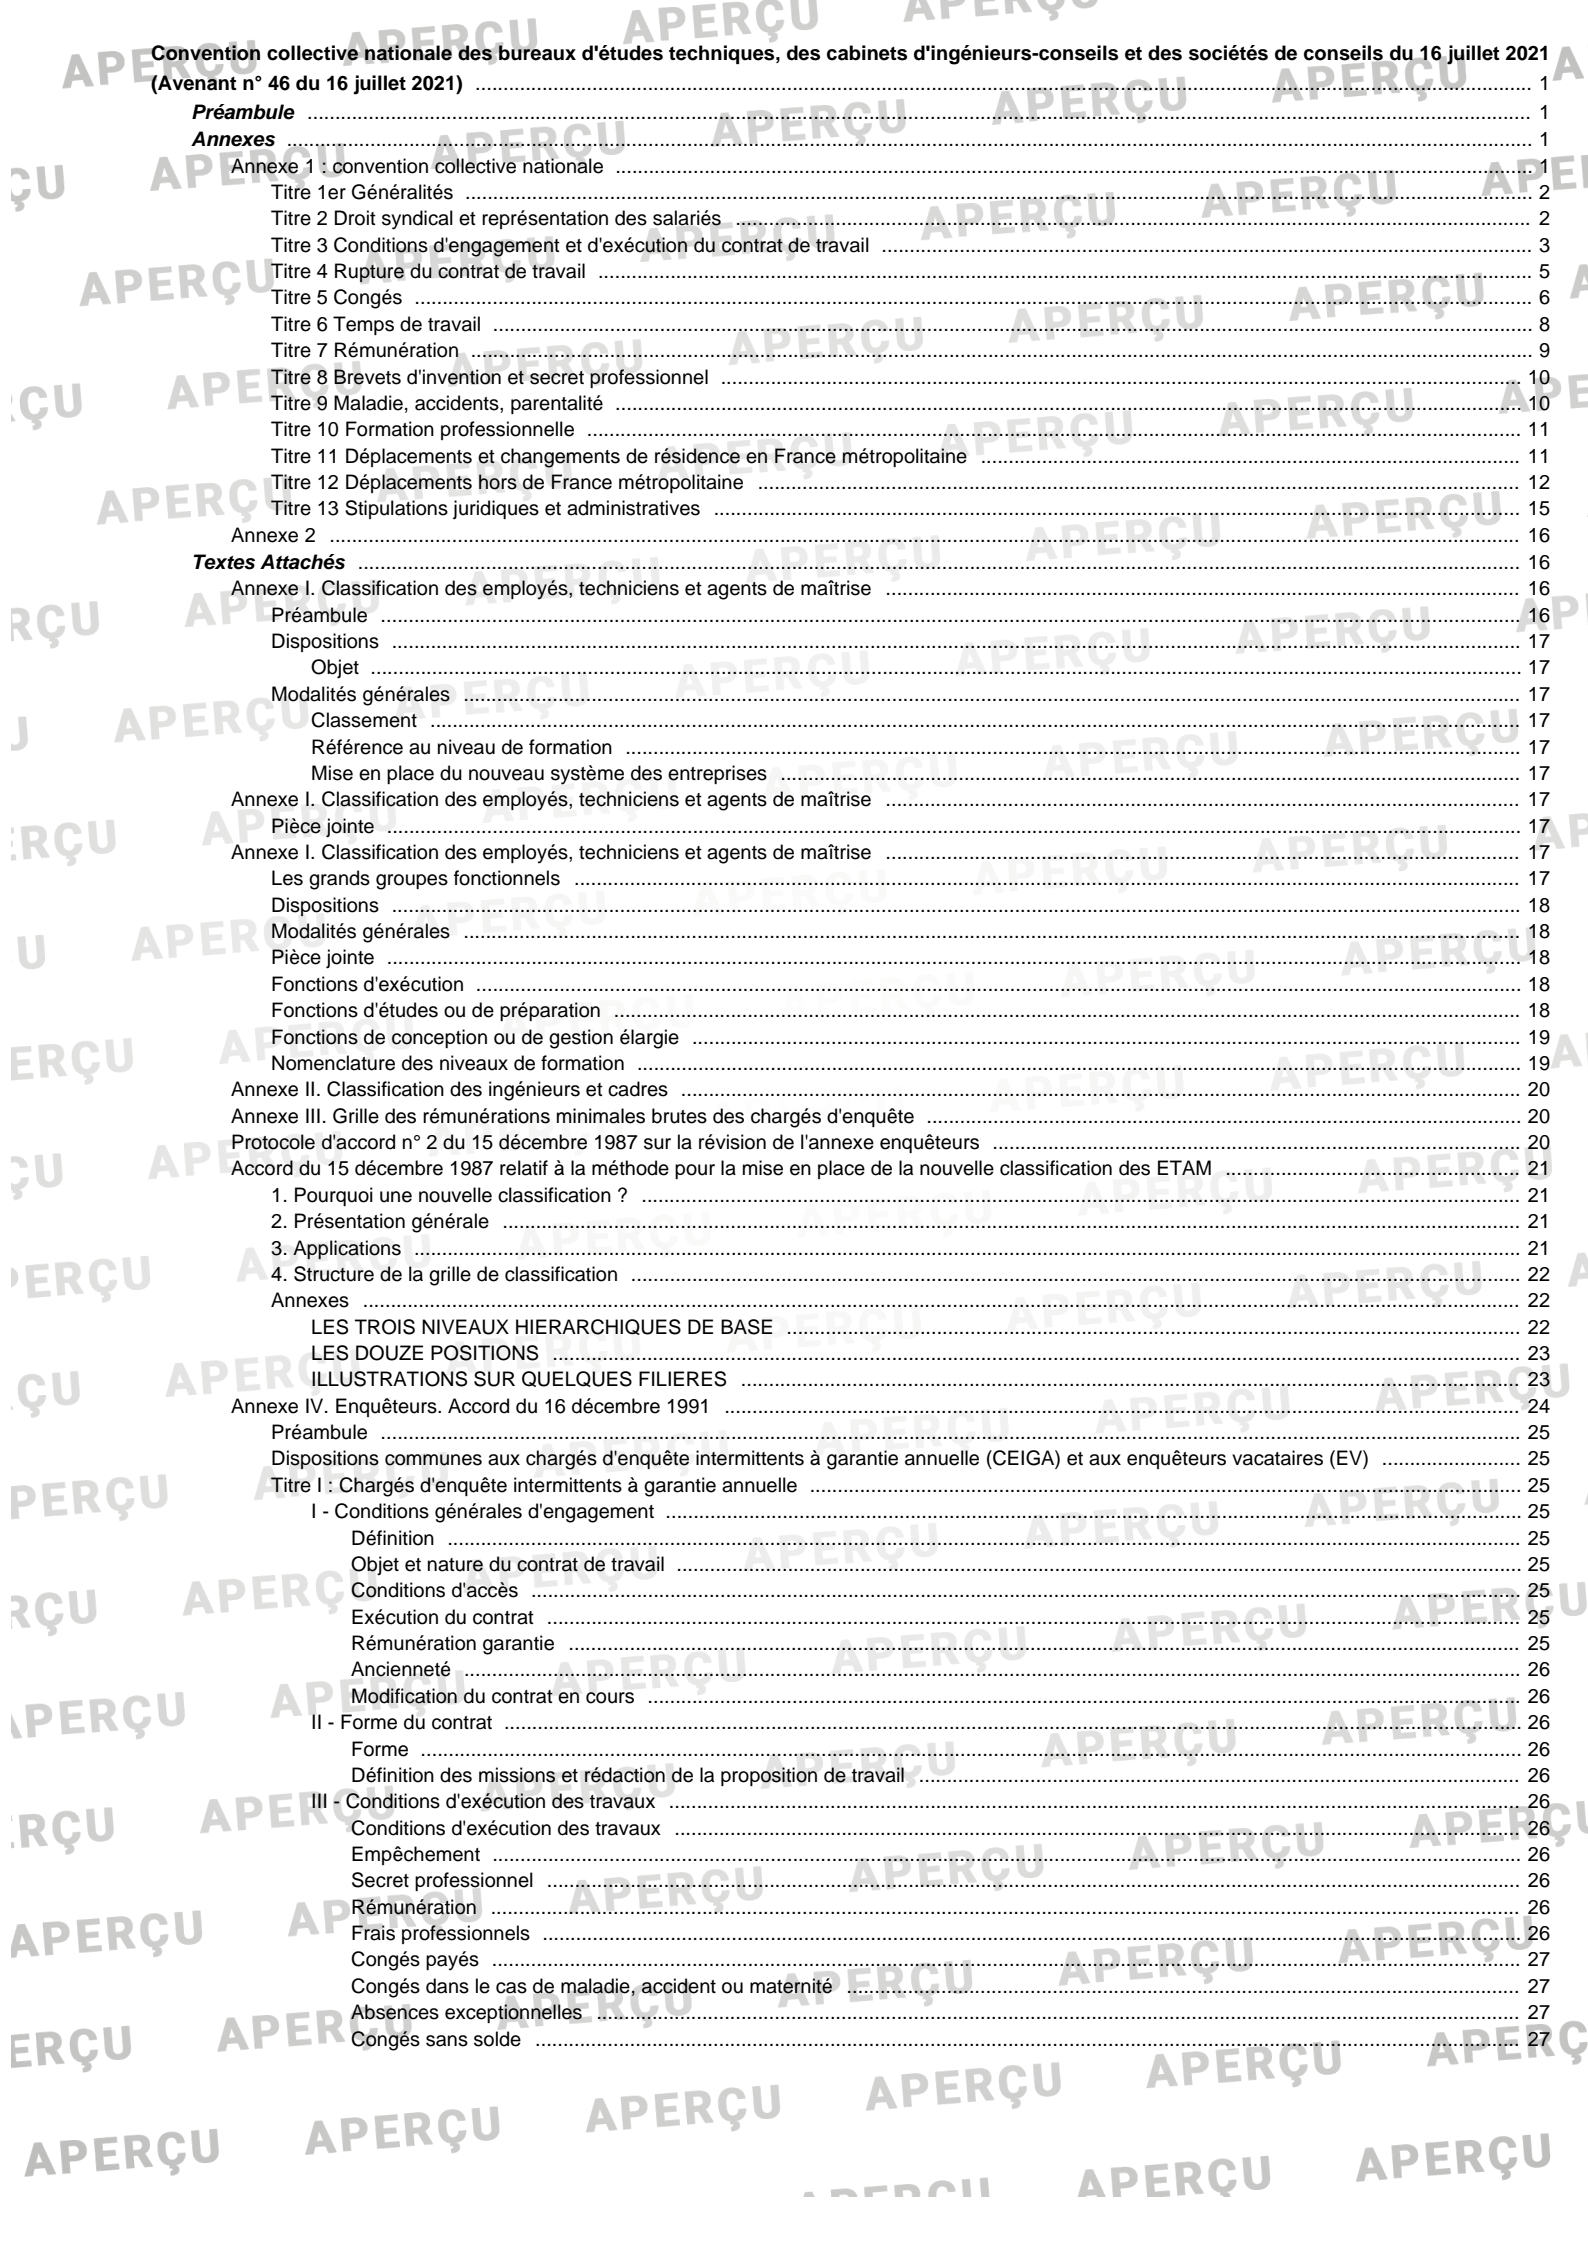 Convention collective nationale des bureaux d'études techniques, des cabinets d'ingénieurs-conseils et des sociétés de conseils du 16 juillet 2021
(Avenant n° 46 du 16 juillet 2021) 1
Préambule 1
Annexes 1
Annexe 1 : convention collective nationale 1
Titre 1er Généralités 2
Titre 2 Droit syndical et représentation des salariés 2
Titre 3 Conditions d'engagement et d'exécution du contrat de travail 3
Titre 4 Rupture du contrat de travail 5
Titre 5 Congés 6
Titre 6 Temps de travail 8
Titre 7 Rémunération 9
Titre 8 Brevets d'invention et secret professionnel 10
Titre 9 Maladie, accidents, parentalité 10
Titre 10 Formation professionnelle 11
Titre 11 Déplacements et changements de résidence en France métropolitaine 11
Titre 12 Déplacements hors de France métropolitaine 12
Titre 13 Stipulations juridiques et administratives 15
Annexe 2 16
Textes Attachés 16
Annexe I. Classification des employés, techniciens et agents de maîtrise 16
Préambule 16
Dispositions 17
Objet 17
Modalités générales 17
Classement 17
Référence au niveau de formation 17
Mise en place du nouveau système des entreprises 17
Annexe I. Classification des employés, techniciens et agents de maîtrise 17
Pièce jointe 17
Annexe I. Classification des employés, techniciens et agents de maîtrise 17
Les grands groupes fonctionnels 17
Dispositions 18
Modalités générales 18
Pièce jointe 18
Fonctions d'exécution 18
Fonctions d'études ou de préparation 18
Fonctions de conception ou de gestion élargie 19
Nomenclature des niveaux de formation 19
Annexe II. Classification des ingénieurs et cadres 20
Annexe III. Grille des rémunérations minimales brutes des chargés d'enquête 20
Protocole d'accord n° 2 du 15 décembre 1987 sur la révision de l'annexe enquêteurs 20
Accord du 15 décembre 1987 relatif à la méthode pour la mise en place de la nouvelle classification des ETAM 21
1. Pourquoi une nouvelle classification ? 21
2. Présentation générale 21
3. Applications 21
4. Structure de la grille de classification 22
Annexes 22
LES TROIS NIVEAUX HIERARCHIQUES DE BASE 22
LES DOUZE POSITIONS 23
ILLUSTRATIONS SUR QUELQUES FILIERES 23
Annexe IV. Enquêteurs. Accord du 16 décembre 1991 24
Préambule 25
Dispositions communes aux chargés d'enquête intermittents à garantie annuelle (CEIGA) et aux enquêteurs vacataires (EV) 25
Titre I : Chargés d'enquête intermittents à garantie annuelle 25
I - Conditions générales d'engagement 25
Définition 25
Objet et nature du contrat de travail 25
Conditions d'accès 25
Exécution du contrat 25
Rémunération garantie 25
Ancienneté 26
Modification du contrat en cours 26
II - Forme du contrat 26
Forme 26
Définition des missions et rédaction de la proposition de travail 26
III - Conditions d'exécution des travaux 26
Conditions d'exécution des travaux 26
Empêchement 26
Secret professionnel 26
Rémunération 26
Frais professionnels 26
Congés payés 27
Congés dans le cas de maladie, accident ou maternité 27
Absences exceptionnelles 27
Congés sans solde 27
APERÇU